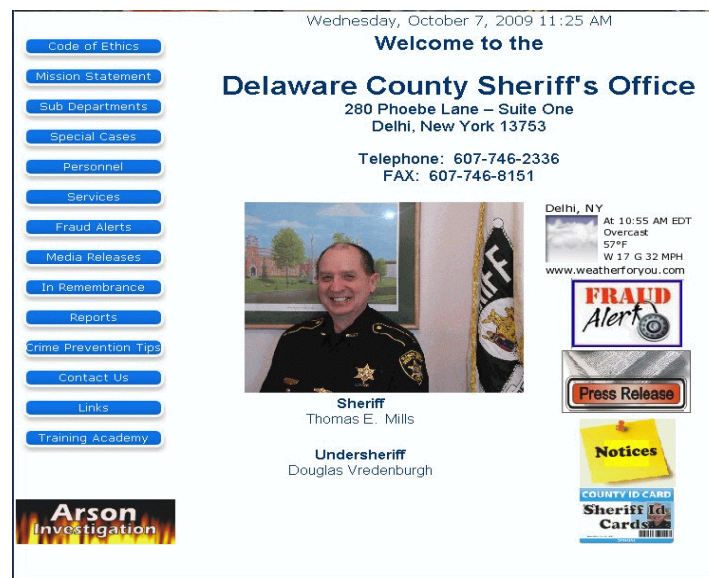 Wednesday, October 7, 2009 11:25 AM
Welcome to the
Delaware County Sheriff's Office
280 Phoebe Lane – Suite One
Delhi, New York 13753
Telephone: 607-746-2336
FAX: 607-746-8151
Code of Ethics
Mission Statement
Sub Departments
Special Cases
Personnel
Services
Fraud Alerts
Media Releases
In Remembrance
Reports
Crime Prevention Tips
Contact Us
Links
Training Academy
Arson
Investigation
Sheriff
Thomas E. Mills
Undersheriff
Douglas Vredenburgh
Delhi, NY
At 10:55 AM EDT
Overcast
57°F
W 17 G 32 MPH
www.weatherforyou.com
FRAUD
Alert
Press Release
Notices
COUNTY ID CARD
Sheriff Id
Cards